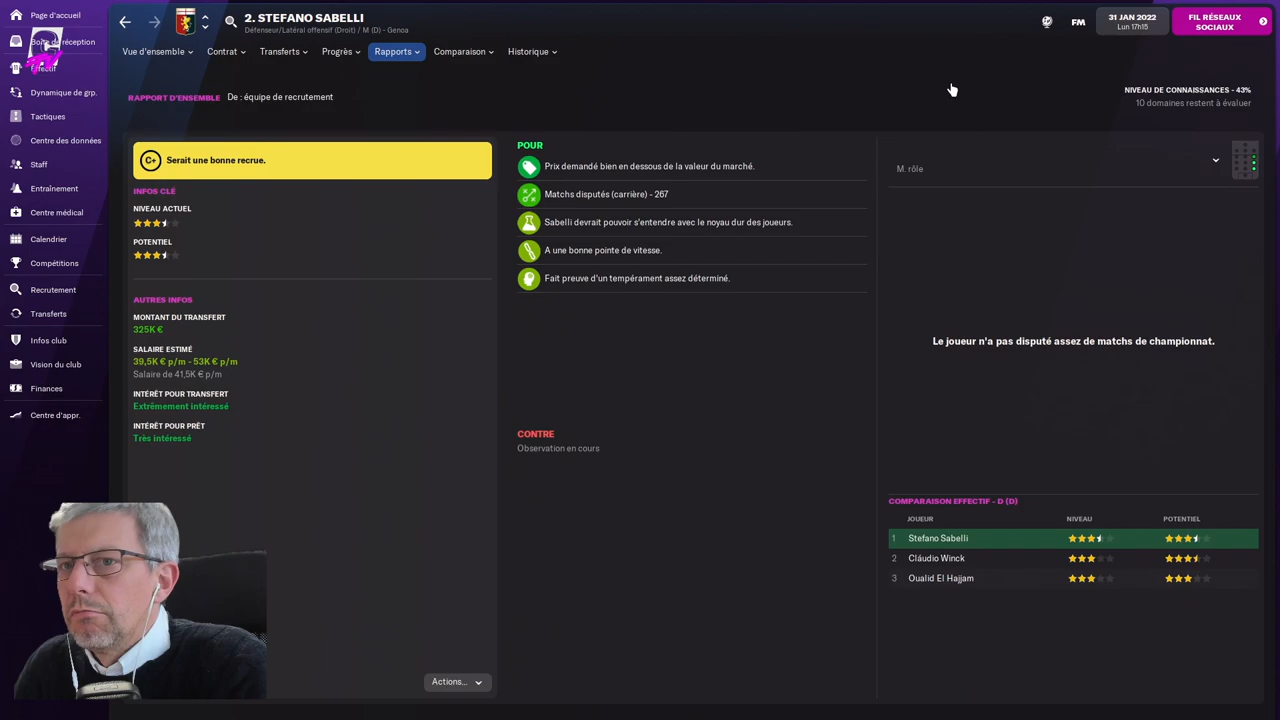 Page d'accueil
Boîte de réception
Effectif
Dynamique de grp.
Tactiques
Centre des données
Staff
Entraînement
Centre médical
Calendrier
Compétitions
Recrutement
Transferts
Infos club
Vision du club
Finances
Centre d'appr.
2. STEFANO SABELLI
Défenseur/Latéral offensif (Droit) / M (D) - Genoa
FM
31 JAN 2022
Lun 17h15
FIL RÉSEAUX
SOCIAUX
Vue d'ensemble
Contrat
Transferts
Progrès
Rapports
Comparaison
Historique
RAPPORT D'ENSEMBLE
De : équipe de recrutement
NIVEAU DE CONNAISSANCES - 43%
10 domaines restent à évaluer
C+ Serait une bonne recrue.
INFOS CLÉ
NIVEAU ACTUEL
POTENTIEL
AUTRES INFOS
MONTANT DU TRANSFERT
325K €
SALAIRE ESTIMÉ
39,5K € p/m - 53K € p/m
Salaire de 41,5K € p/m
INTÉRÊT POUR TRANSFERT
Extrêmement intéressé
INTÉRÊT POUR PRÊT
Très intéressé
Actions...
POUR
Prix demandé bien en dessous de la valeur du marché.
Matchs disputés (carrière) - 267
Sabelli devrait pouvoir s'entendre avec le noyau dur des joueurs.
A une bonne pointe de vitesse.
Fait preuve d'un tempérament assez déterminé.
CONTRE
Observation en cours
M. rôle
Le joueur n'a pas disputé assez de matchs de championnat.
COMPARAISON EFFECTIF - D (D)
JOUEUR NIVEAU POTENTIEL
1 Stefano Sabelli
2 Cláudio Winck
3 Oualid El Hajjam